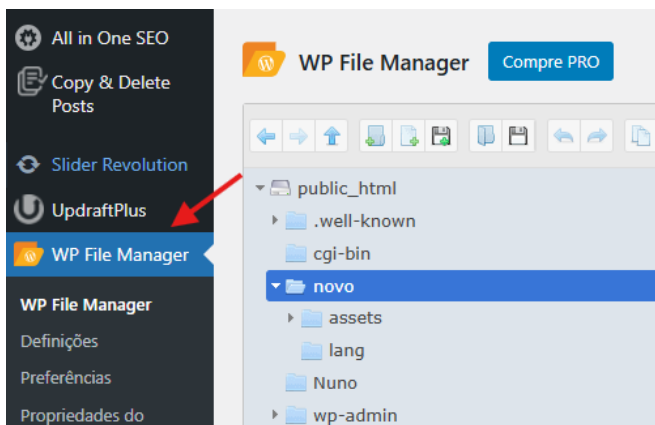 All in One SEO
Copy & Delete
Posts
Slider Revolution
UpdraftPlus
WP File Manager
WP File Manager
Definições
Preferências
Propriedades do
WP File Manager
Compre PRO
public_html
.well-known
cgi-bin
novo
assets
lang
Nuno
wp-admin